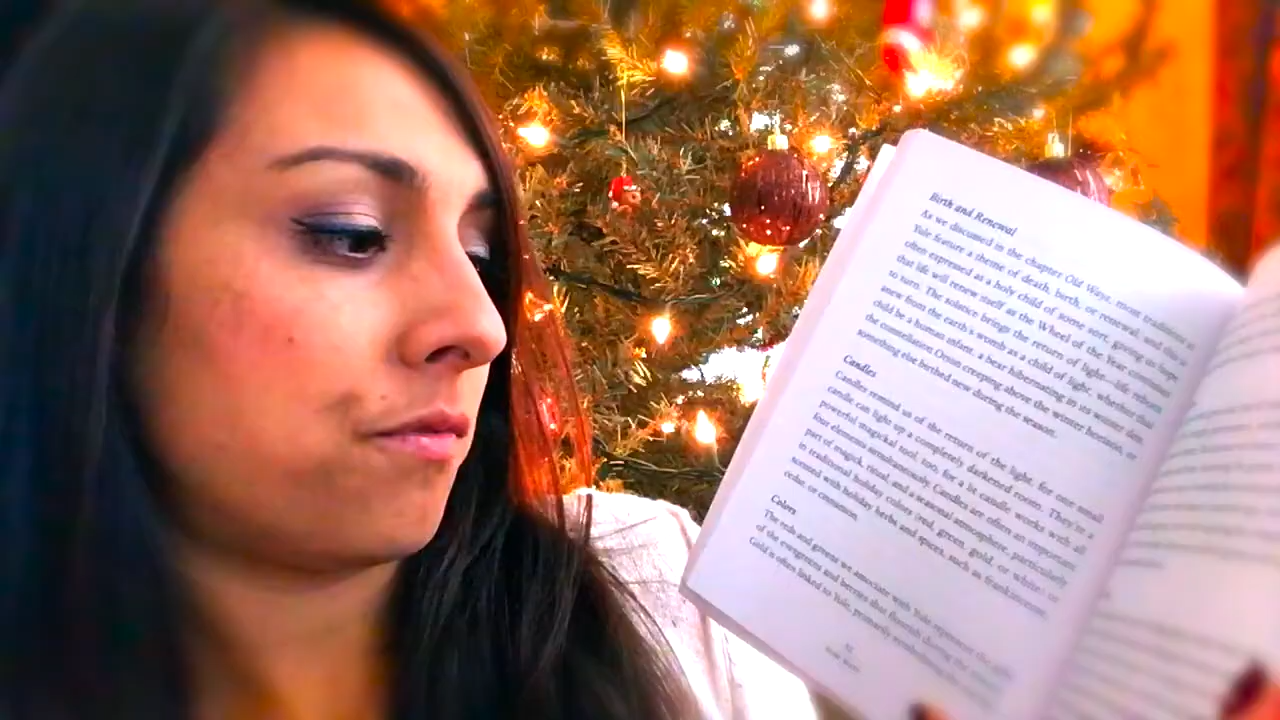 Birth and Renewal
As we discussed in the chapter Old Ways, most traditions of
Yule feature a theme of death, birth, or renewal, and this is
often expressed as a holy child of some sort, giving us hope
that life will renew itself as the Wheel of the Year continues
to turn. The solstice brings the return of light—life reborn
anew from the earth's womb as a child of light, whether that
child be a human infant, a bear hibernating in its winter den,
the constellation Orion creeping above the winter horizon, or
something else birthed new during the season.
Candles
Candles remind us of the return of the light, for one small
candle can light up a completely darkened room. They're a
powerful magickal tool, too, for a lit candle works with all
four elements simultaneously. Candles are often an important
part of magick, ritual, and a seasonal atmosphere, particularly
in traditional holiday colors (red, green, gold, or white) or
scented with holiday herbs and spices, such as frankincense,
cedar, or cinnamon.
Colors
The reds and greens we associate with Yule represent the
of the evergreens and berries that flourish during the
Gold is often linked to Yule, primarily